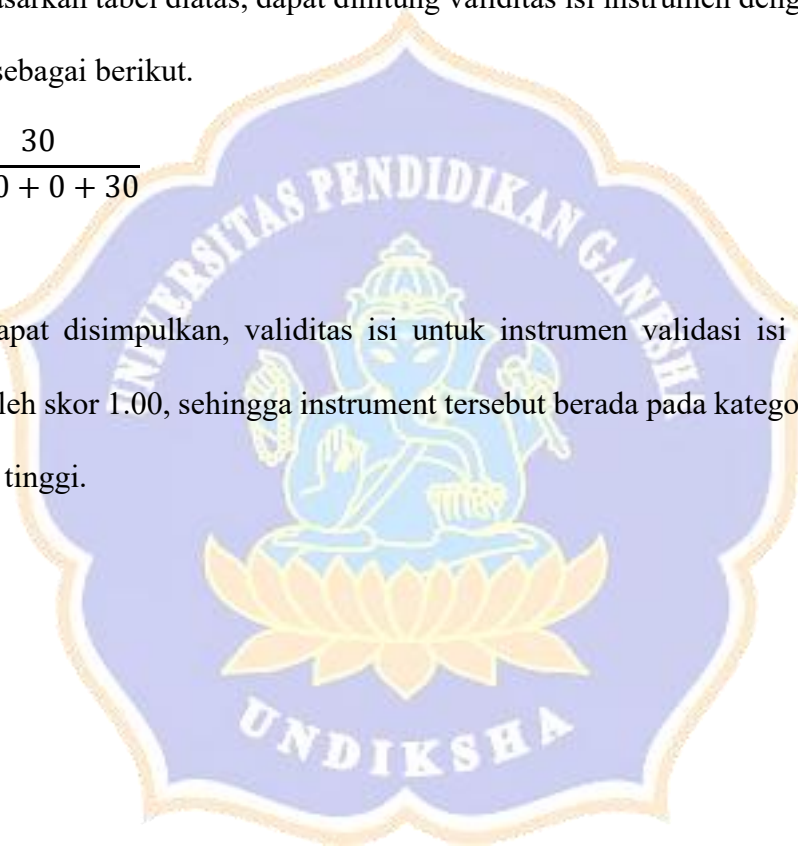 sarkan tabel diatas, dapat dihitung validitas isi instrumen deng
sebagai berikut.
30
0 + 0 + 30
apat disimpulkan, validitas isi untuk instrumen validasi isi
leh skor 1.00, sehingga instrument tersebut berada pada katego
tinggi.
UNIVERSITAS PENDIDIKAN GANESHA
UNDIKSHA